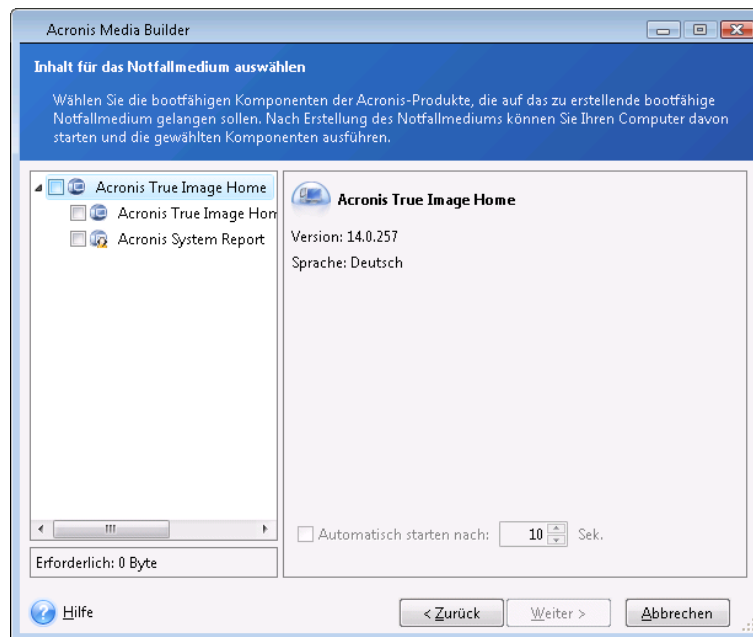 Acronis Media Builder
Inhalt für das Notfallmedium auswählen
Wählen Sie die bootfähigen Komponenten der Acronis-Produkte, die auf das zu erstellende bootfähige
Notfallmedium gelangen sollen. Nach Erstellung des Notfallmediums können Sie Ihren Computer davon
starten und die gewählten Komponenten ausführen.
Acronis True Image Home
Acronis True Image Hom
Acronis System Report
Erforderlich: 0 Byte
Acronis True Image Home
Version: 14.0.257
Sprache: Deutsch
Automatisch starten nach: 10 Sek.
Hilfe
< Zurück
Weiter >
Abbrechen